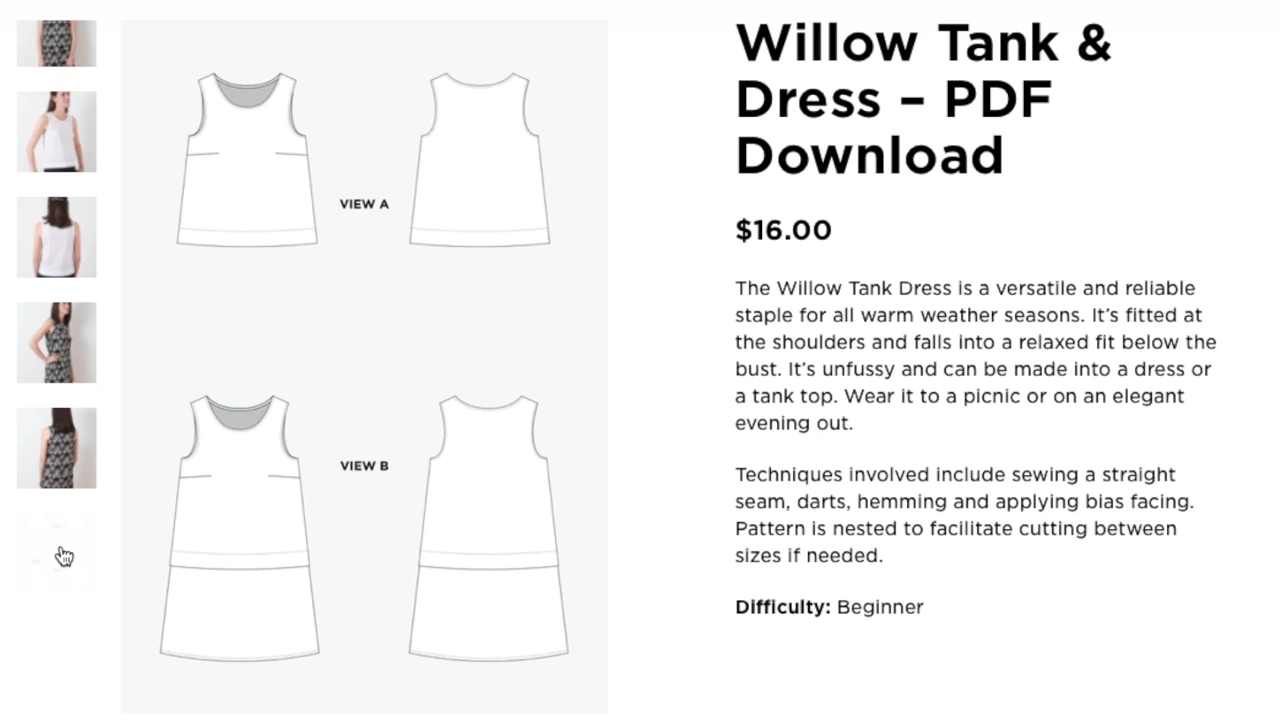 VIEW A
VIEW B
Willow Tank &
Dress – PDF
Download
$16.00
The Willow Tank Dress is a versatile and reliable
staple for all warm weather seasons. It’s fitted at
the shoulders and falls into a relaxed fit below the
bust. It’s unfussy and can be made into a dress or
a tank top. Wear it to a picnic or on an elegant
evening out.
Techniques involved include sewing a straight
seam, darts, hemming and applying bias facing.
Pattern is nested to facilitate cutting between
sizes if needed.
Difficulty: Beginner